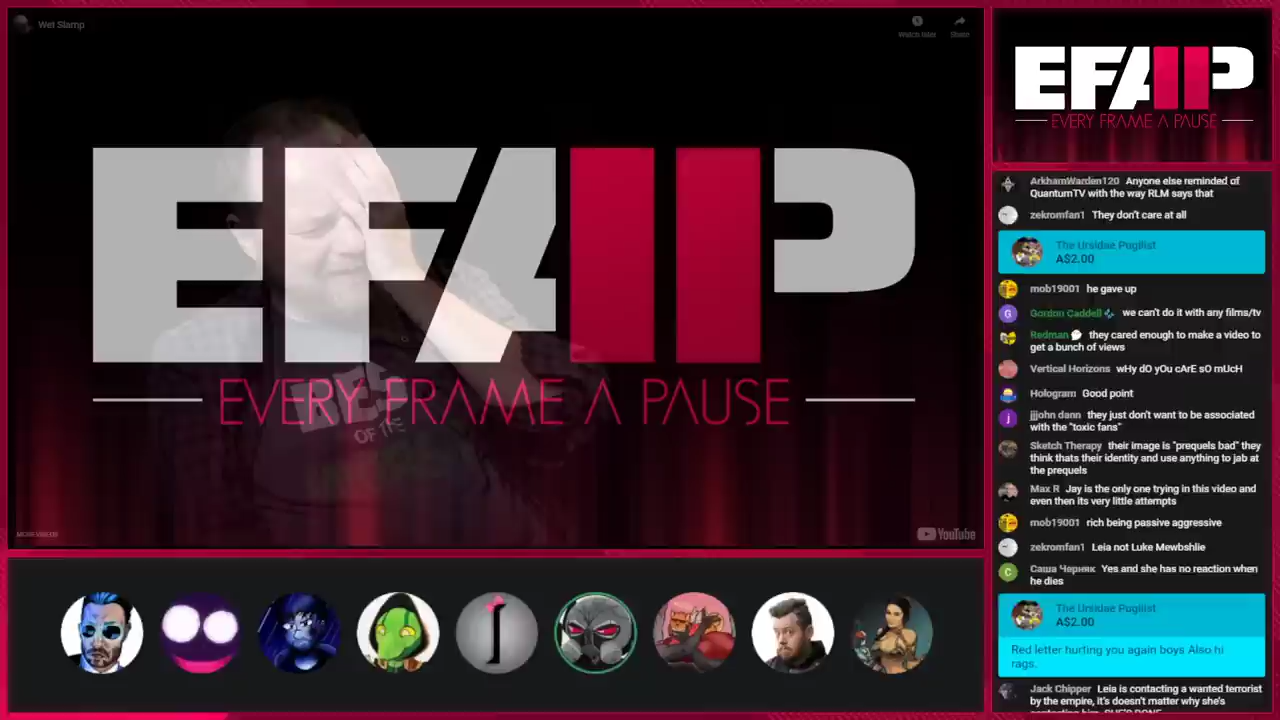 Wet Slamp
Watch later
Share
EFAP
EVERY FRAME A PAUSE
BES
OF THE
MORE VIDEOS
YouTube
EFAP
EVERY FRAME A PAUSE
ArkhamWarden120 Anyone else reminded of
QuantumTV with the way RLM says that
zekromfan1 They don't care at all
The Ursidae Pugilist
A$2.00
mob19001 he gave up
Gordon Caddell we can't do it with any films/tv
Redman they cared enough to make a video to
get a bunch of views
Vertical Horizons wHy dO yOu cArE sO mUcH
Hologram Good point
jjjohn dann they just don't want to be associated
with the "toxic fans"
Sketch Therapy their image is "prequels bad" they
think thats their identity and use anything to jab at
the prequels
Max R Jay is the only one trying in this video and
even then its very little attempts
mob19001 rich being passive aggressive
zekromfan1 Leia not Luke Mewbshlie
Саша Черняк Yes and she has no reaction when
he dies
The Ursidae Pugilist
A$2.00
Red letter hurting you again boys Also hi
rags.
Jack Chipper Leia is contacting a wanted terrorist
by the empire, it's doesn't matter why she's
contacting him, SHE'S DONE